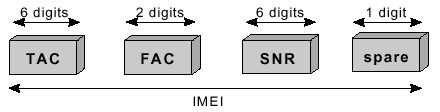 6 digits 2 digits 6 digits 1 digit
TAC FAC SNR spare
IMEI